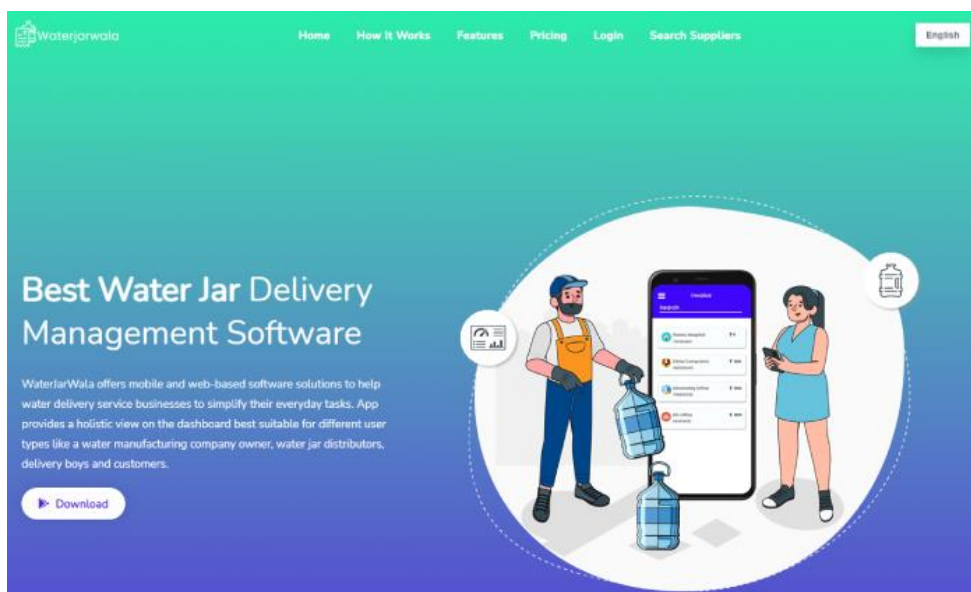 Waterjarwala
Home How It Works Features Pricing Login Search Suppliers
English
Best Water Jar Delivery
Management Software
WaterJarWala offers mobile and web-based software solutions to help
water delivery service businesses to simplify their everyday tasks. App
provides a holistic view on the dashboard best suitable for different user
types like a water manufacturing company owner, water jar distributors,
delivery boys and customers.
Download
Invoice
Search